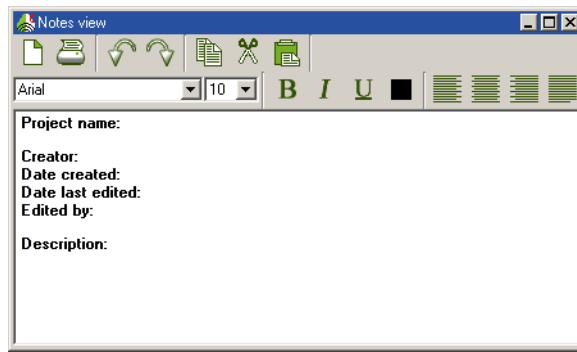 Notes view
Arial 10 B I U
Project name:
Creator:
Date created:
Date last edited:
Edited by:
Description: